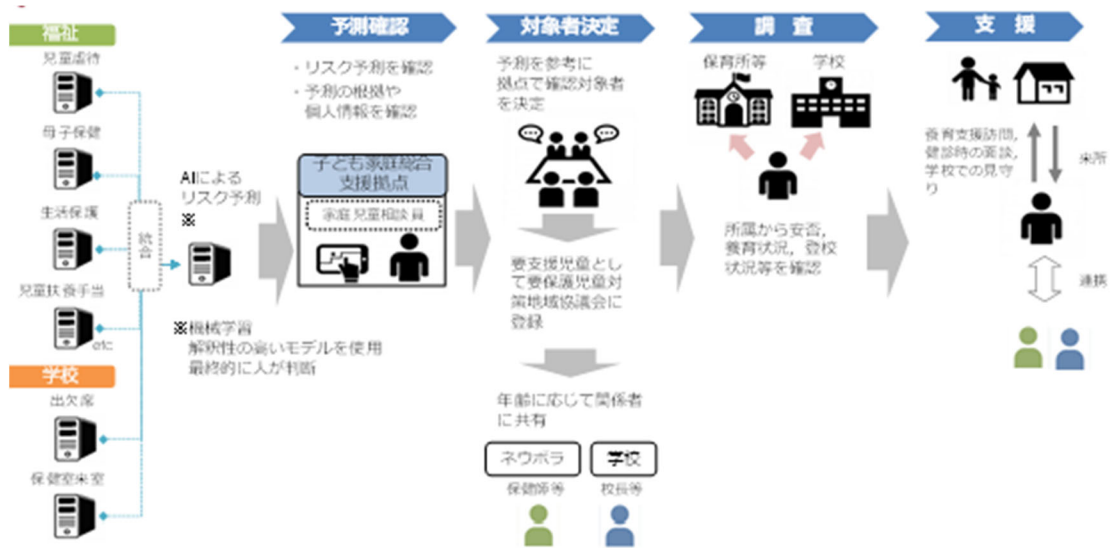 福祉
児童虐待
母子保健
生活保護
児童扶養手当
etc
学校
出欠席
保健室来室
統合
AIによる
リスク予測
※
※機械学習
解釈性の高いモデルを使用
最終的に人が判断
予測確認
・リスク予測を確認
・予測の根拠や
個人情報を確認
子ども家庭総合
支援拠点
家庭児童相談員
対象者決定
予測を参考に
拠点で確認対象者
を決定
要支援児童とし
て要保護児童対
策地域協議会に
登録
年齢に応じて関係者
に共有
ネウボラ
学校
保健師等
校長等
調 査
保育所等
学校
所属から安否,
養育状況, 登校
状況等を確認
支 援
養育支援訪問,
健診時の面談,
学校での見守
り
来所
連携